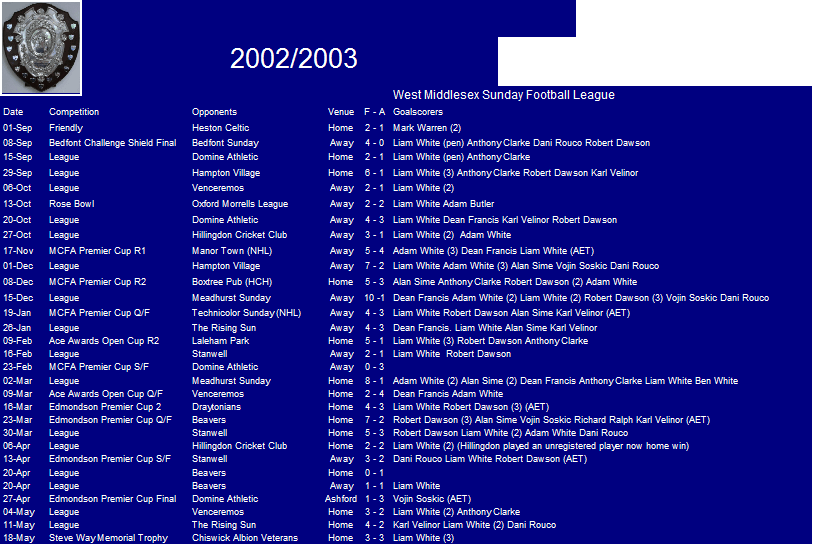 2002/2003
West Middlesex Sunday Football League
Date Competition Opponents Venue F - A Goalscorers
01-Sep Friendly Heston Celtic Home 2 - 1 Mark Warren (2)
08-Sep Bedfont Challenge Shield Final Bedfont Sunday Away 4 - 0 Liam White (pen) Anthony Clarke Dani Rouco Robert Dawson
15-Sep League Domine Athletic Home 2 - 1 Liam White (pen) Anthony Clarke
29-Sep League Hampton Village Home 6 - 1 Liam White (3) Anthony Clarke Robert Dawson Karl Velinor
06-Oct League Venceremos Away 2 - 1 Liam White (2)
13-Oct Rose Bowl Oxford Morrells League Away 2 - 2 Liam White Adam Butler
20-Oct League Domine Athletic Away 4 - 3 Liam White Dean Francis Karl Velinor Robert Dawson
27-Oct League Hillingdon Cricket Club Away 3 - 1 Liam White (2) Adam White
17-Nov MCFA Premier Cup R1 Manor Town (NHL) Away 5 - 4 Adam White (3) Dean Francis Liam White (AET)
01-Dec League Hampton Village Away 7 - 2 Liam White Adam White (3) Alan Sime Vojin Soskic Dani Rouco
08-Dec MCFA Premier Cup R2 Boxtree Pub (HCH) Home 5 - 3 Alan Sime Anthony Clarke Robert Dawson (2) Adam White
15-Dec League Meadhurst Sunday Away 10 -1 Dean Francis Adam White (2) Liam White (2) Robert Dawson (3) Vojin Soskic Dani Rouco
19-Jan MCFA Premier Cup Q/F Technicolor Sunday (NHL) Away 4 - 3 Liam White Robert Dawson Alan Sime Karl Velinor (AET)
26-Jan League The Rising Sun Away 4 - 3 Dean Francis. Liam White Alan Sime Karl Velinor
09-Feb Ace Awards Open Cup R2 Laleham Park Home 5 - 1 Liam White (3) Robert Dawson Anthony Clarke
16-Feb League Stanwell Away 2 - 1 Liam White Robert Dawson
23-Feb MCFA Premier Cup S/F Domine Athletic Away 0 - 3
02-Mar League Meadhurst Sunday Home 8 - 1 Adam White (2) Alan Sime (2) Dean Francis Anthony Clarke Liam White Ben White
09-Mar Ace Awards Open Cup Q/F Venceremos Home 2 - 4 Dean Francis Adam White
16-Mar Edmondson Premier Cup 2 Draytonians Home 4 - 3 Liam White Robert Dawson (3) (AET)
23-Mar Edmondson Premier Cup Q/F Beavers Home 7 - 2 Robert Dawson (3) Alan Sime Vojin Soskic Richard Ralph Karl Velinor (AET)
30-Mar League Stanwell Home 5 - 3 Robert Dawson Liam White (2) Adam White Dani Rouco
06-Apr League Hillingdon Cricket Club Home 2 - 2 Liam White (2) (Hillingdon played an unregistered player now home win)
13-Apr Edmondson Premier Cup S/F Stanwell Away 3 - 2 Dani Rouco Liam White Robert Dawson (AET)
20-Apr League Beavers Home 0 - 1
20-Apr League Beavers Away 1 - 1 Liam White
27-Apr Edmondson Premier Cup Final Domine Athletic Ashford 1 - 3 Vojin Soskic (AET)
04-May League Venceremos Home 3 - 2 Liam White (2) Anthony Clarke
11-May League The Rising Sun Home 4 - 2 Karl Velinor Liam White (2) Dani Rouco
18-May Steve Way Memorial Trophy Chiswick Albion Veterans Home 3 - 3 Liam White (3)